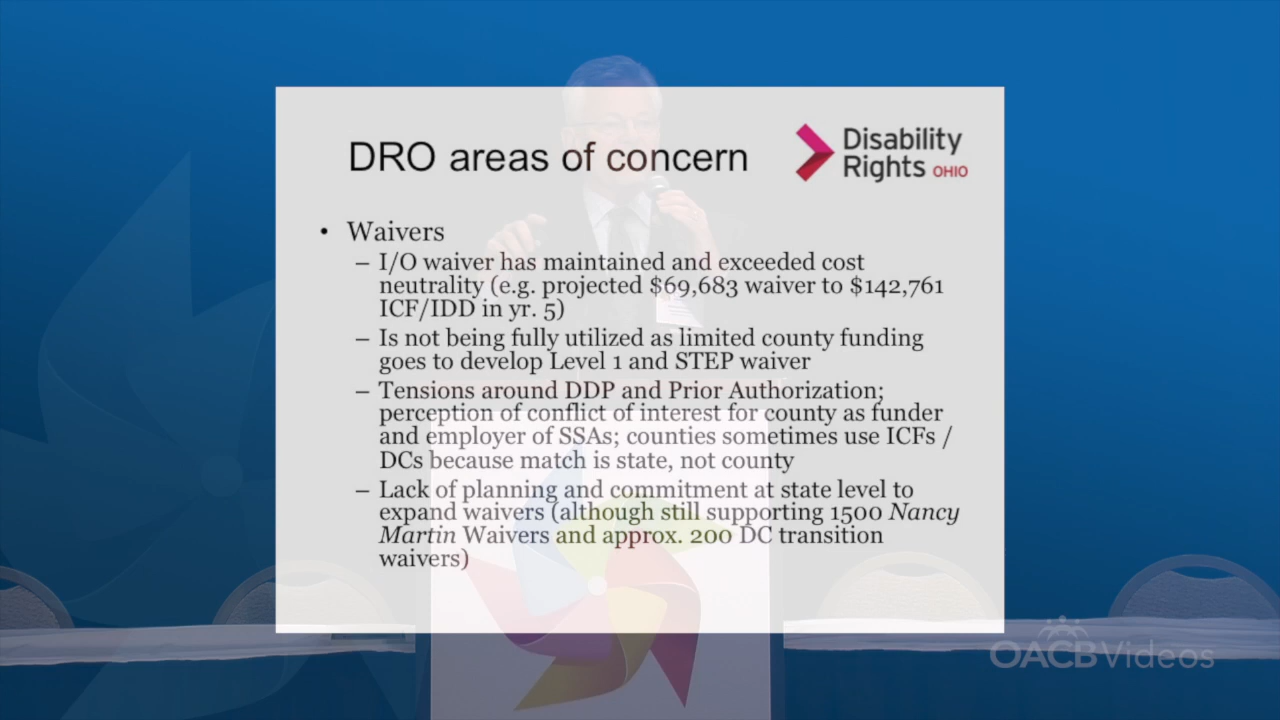 DRO areas of concern
Disability
Rights OHIO
• Waivers
– I/O waiver has maintained and exceeded cost
neutrality (e.g. projected $69,683 waiver to $142,761
ICF/IDD in yr. 5)
– Is not being fully utilized as limited county funding
goes to develop Level 1 and STEP waiver
– Tensions around DDP and Prior Authorization;
perception of conflict of interest for county as funder
and employer of SSAs; counties sometimes use ICFs /
DCs because match is state, not county
– Lack of planning and commitment at state level to
expand waivers (although still supporting 1500 Nancy
Martin Waivers and approx. 200 DC transition
waivers)
OACBVideos